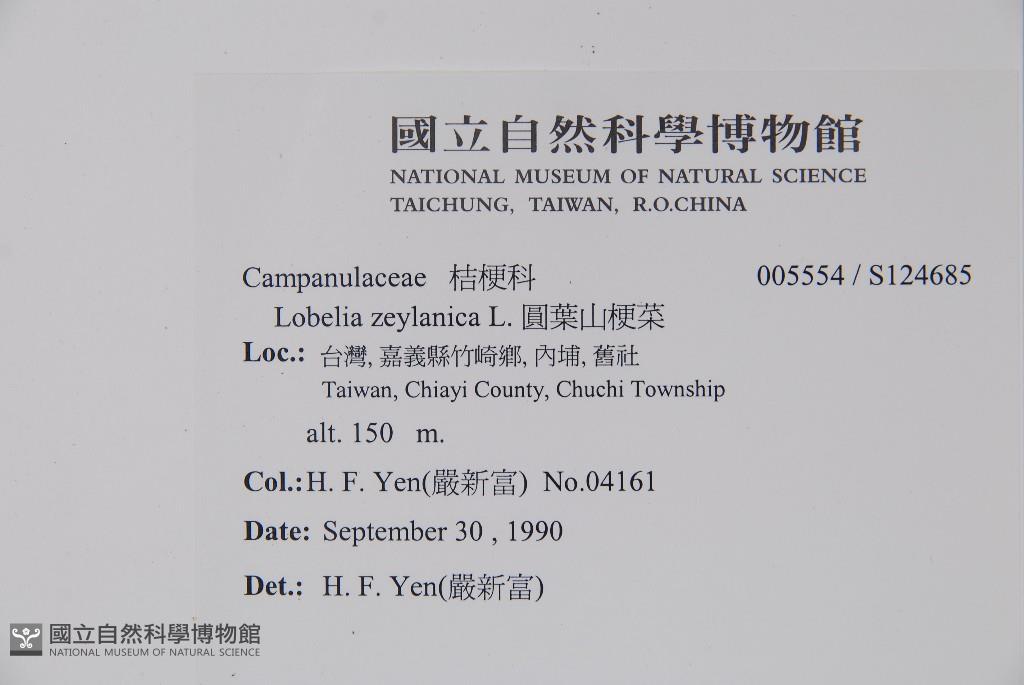 國立自然科學博物館
NATIONAL MUSEUM OF NATURAL SCIENCE
TAICHUNG, TAIWAN, R.O.CHINA
Campanulaceae 桔梗科 005554 / S124685
Lobelia zeylanica L. 圓葉山梗菜
Loc.: 台灣, 嘉義縣竹崎鄉, 內埔, 舊社
Taiwan, Chiayi County, Chuchi Township
alt. 150 m.
Col.: H. F. Yen(嚴新富) No.04161
Date: September 30 , 1990
Det.: H. F. Yen(嚴新富)
國立自然科學博物館
NATIONAL MUSEUM OF NATURAL SCIENCE